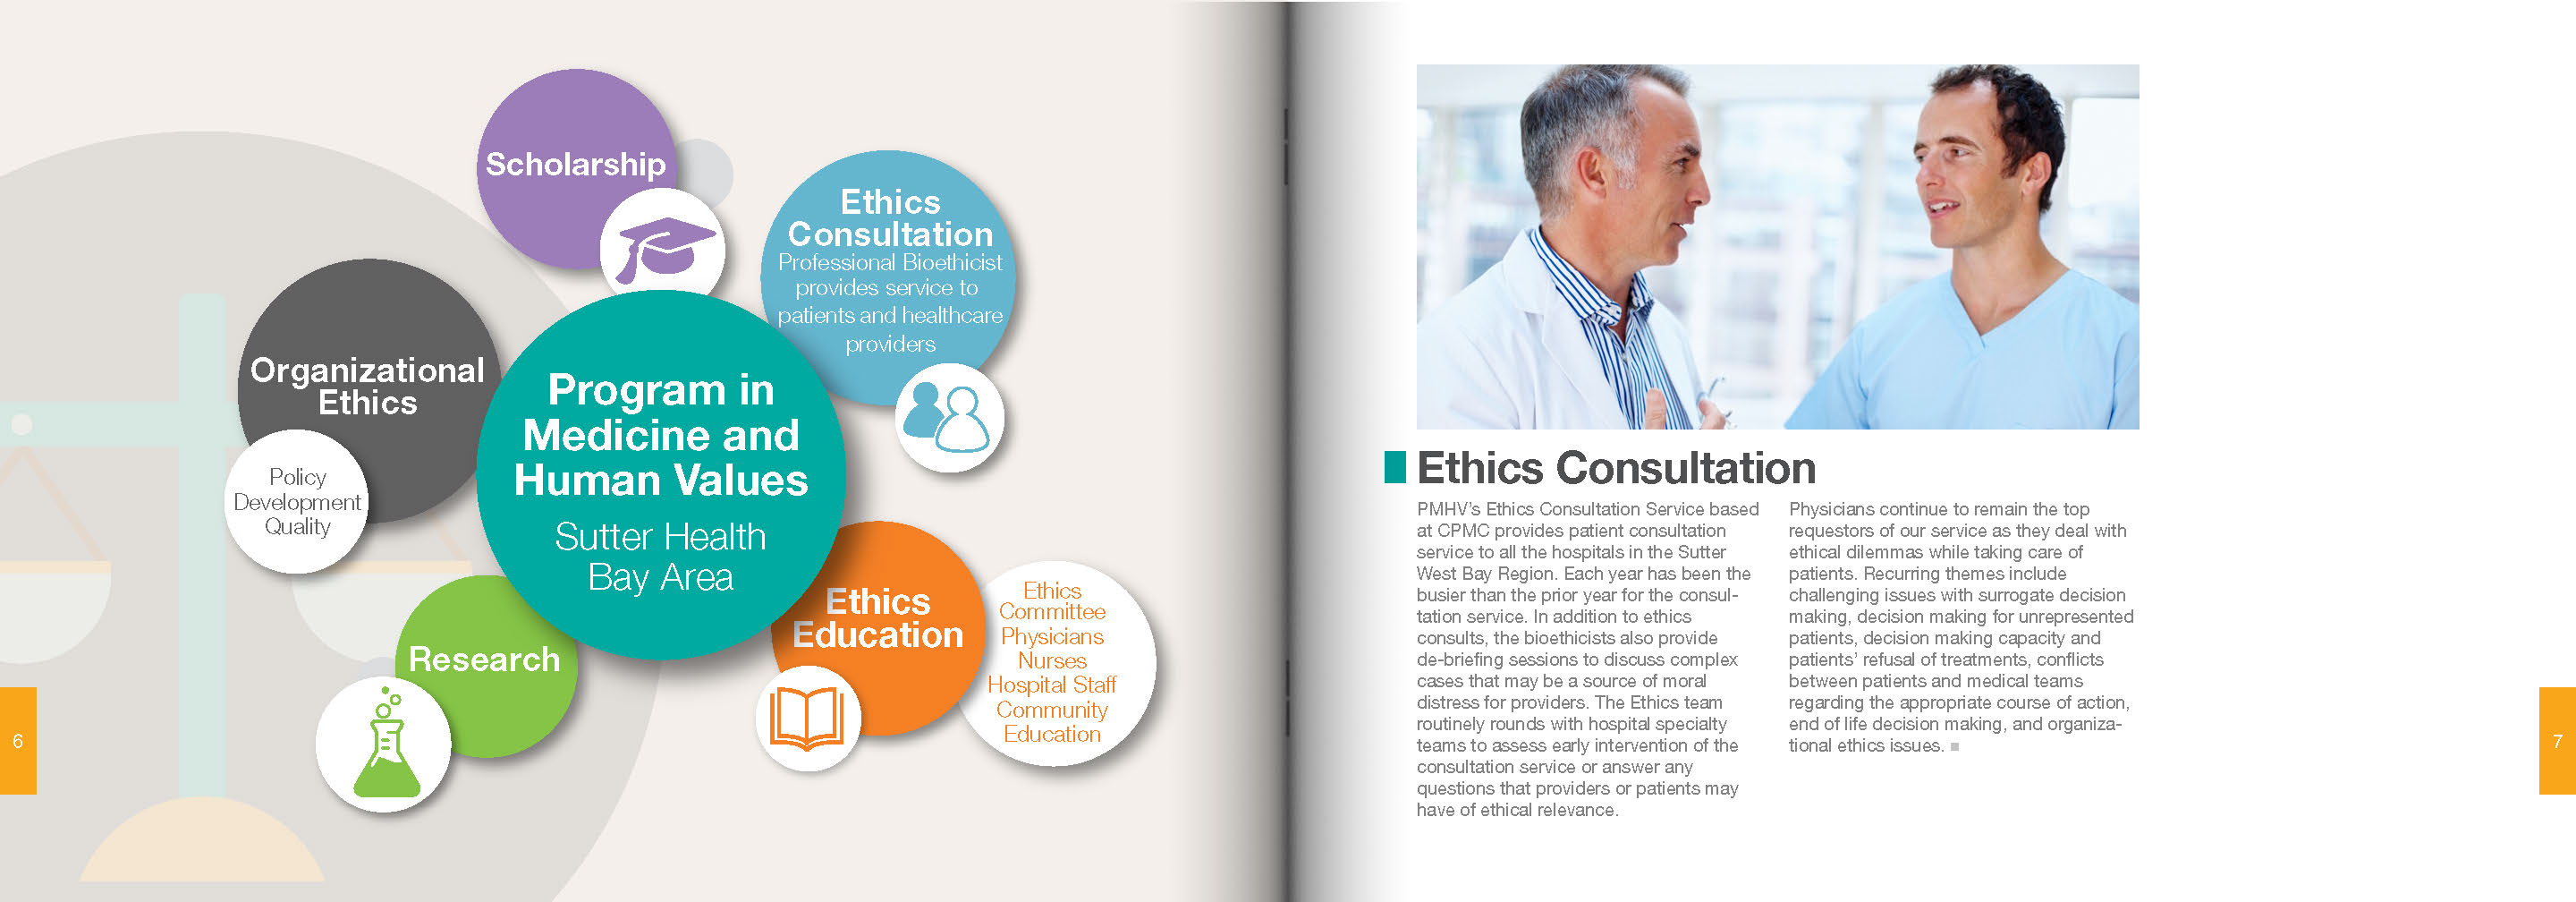 Scholarship
Ethics
Consultation
Professional Bioethicist
provides service to
patients and healthcare
providers
Organizational
Ethics
Policy
Development
Quality
Program in
Medicine and
Human Values
Sutter Health
Bay Area
Ethics
Education
Ethics
Committee
Physicians
Nurses
Hospital Staff
Community
Education
Research
6
Ethics Consultation
PMHV’s Ethics Consultation Service based
at CPMC provides patient consultation
service to all the hospitals in the Sutter
West Bay Region. Each year has been the
busier than the prior year for the consul-
tation service. In addition to ethics
consults, the bioethicists also provide
de-briefing sessions to discuss complex
cases that may be a source of moral
distress for providers. The Ethics team
routinely rounds with hospital specialty
teams to assess early intervention of the
consultation service or answer any
questions that providers or patients may
have of ethical relevance.
Physicians continue to remain the top
requestors of our service as they deal with
ethical dilemmas while taking care of
patients. Recurring themes include
challenging issues with surrogate decision
making, decision making for unrepresented
patients, decision making capacity and
patients’ refusal of treatments, conflicts
between patients and medical teams
regarding the appropriate course of action,
end of life decision making, and organiza-
tional ethics issues.
7